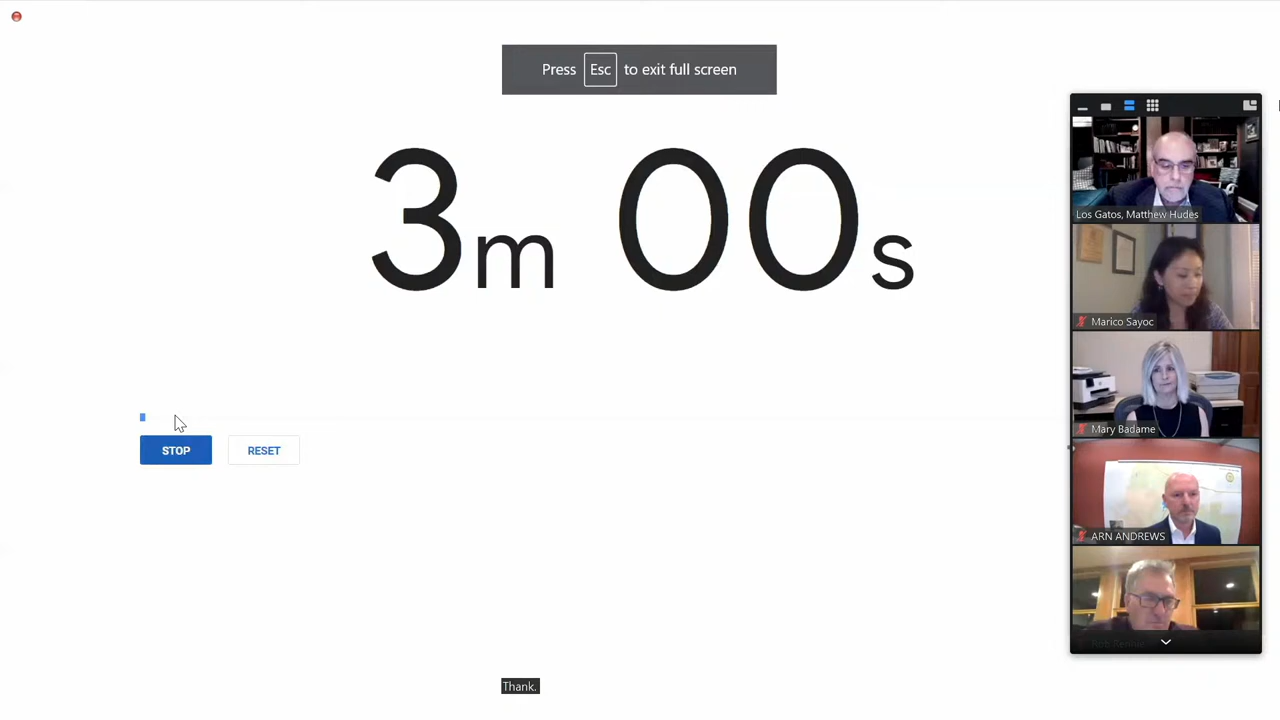 Press Esc to exit full screen
3m 00s
STOP RESET
Los Gatos, Matthew Hudes
Marico Sayoc
Mary Badame
ARN ANDREWS
Thank.